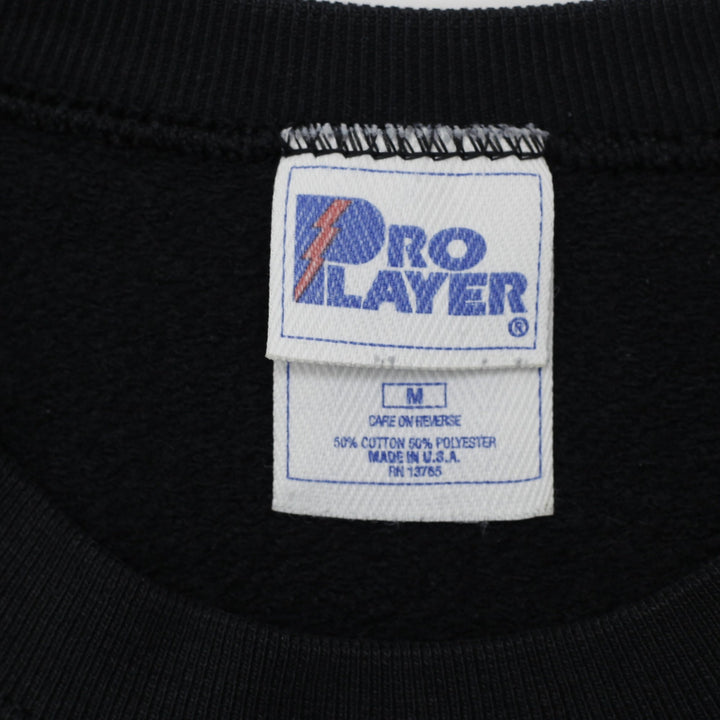 PRO
PLAYER
®
M
CARE ON REVERSE
50% COTTON 50% POLYESTER
MADE IN U.S.A.
RN 13765